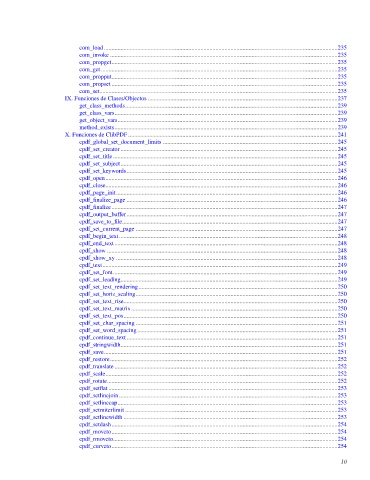 com_load ... 235
com_invoke ... 235
com_propget ... 235
com_get ... 235
com_propput ... 235
com_propset ... 235
com_set ... 235
IX. Funciones de Clases/Objectos ... 237
get_class_methods ... 239
get_class_vars ... 239
get_object_vars ... 239
method_exists ... 239
X. Funciones de ClibPDF ... 241
cpdf_global_set_document_limits ... 245
cpdf_set_creator ... 245
cpdf_set_title ... 245
cpdf_set_subject ... 245
cpdf_set_keywords ... 245
cpdf_open ... 246
cpdf_close ... 246
cpdf_page_init ... 246
cpdf_finalize_page ... 246
cpdf_finalize ... 247
cpdf_output_buffer ... 247
cpdf_save_to_file ... 247
cpdf_set_current_page ... 247
cpdf_begin_text ... 248
cpdf_end_text ... 248
cpdf_show ... 248
cpdf_show_xy ... 248
cpdf_text ... 249
cpdf_set_font ... 249
cpdf_set_leading ... 249
cpdf_set_text_rendering ... 250
cpdf_set_horiz_scaling ... 250
cpdf_set_text_rise ... 250
cpdf_set_text_matrix ... 250
cpdf_set_text_pos ... 250
cpdf_set_char_spacing ... 251
cpdf_set_word_spacing ... 251
cpdf_continue_text ... 251
cpdf_stringwidth ... 251
cpdf_save ... 251
cpdf_restore ... 252
cpdf_translate ... 252
cpdf_scale ... 252
cpdf_rotate ... 252
cpdf_setflat ... 253
cpdf_setlinejoin ... 253
cpdf_setlinecap ... 253
cpdf_setmiterlimit ... 253
cpdf_setlinewidth ... 253
cpdf_setdash ... 254
cpdf_moveto ... 254
cpdf_rmoveto ... 254
cpdf_curveto ... 254
10